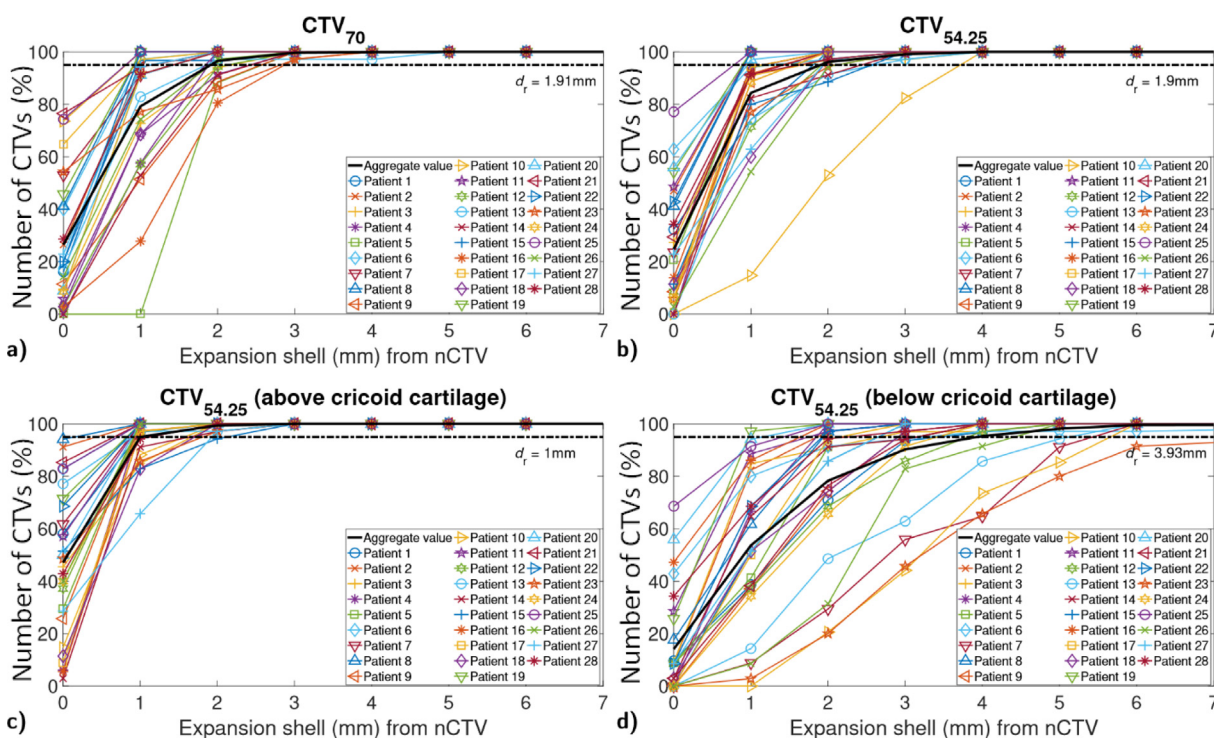 CTV70
Number of CTVs (%)
100
80
60
40
20
0
dr = 1.91mm
Aggregate value
Patient 1
Patient 2
Patient 3
Patient 4
Patient 5
Patient 6
Patient 7
Patient 8
Patient 9
Patient 10
Patient 11
Patient 12
Patient 13
Patient 14
Patient 15
Patient 16
Patient 17
Patient 18
Patient 19
Patient 20
Patient 21
Patient 22
Patient 23
Patient 24
Patient 25
Patient 26
Patient 27
Patient 28
0 1 2 3 4 5 6 7
Expansion shell (mm) from nCTV
a)
CTV54.25
Number of CTVs (%)
100
80
60
40
20
0
dr = 1.9mm
Aggregate value
Patient 1
Patient 2
Patient 3
Patient 4
Patient 5
Patient 6
Patient 7
Patient 8
Patient 9
Patient 10
Patient 11
Patient 12
Patient 13
Patient 14
Patient 15
Patient 16
Patient 17
Patient 18
Patient 19
Patient 20
Patient 21
Patient 22
Patient 23
Patient 24
Patient 25
Patient 26
Patient 27
Patient 28
0 1 2 3 4 5 6 7
Expansion shell (mm) from nCTV
b)
CTV54.25 (above cricoid cartilage)
Number of CTVs (%)
100
80
60
40
20
0
dr = 1mm
Aggregate value
Patient 1
Patient 2
Patient 3
Patient 4
Patient 5
Patient 6
Patient 7
Patient 8
Patient 9
Patient 10
Patient 11
Patient 12
Patient 13
Patient 14
Patient 15
Patient 16
Patient 17
Patient 18
Patient 19
Patient 20
Patient 21
Patient 22
Patient 23
Patient 24
Patient 25
Patient 26
Patient 27
Patient 28
0 1 2 3 4 5 6 7
Expansion shell (mm) from nCTV
c)
CTV54.25 (below cricoid cartilage)
Number of CTVs (%)
100
80
60
40
20
0
dr = 3.93mm
Aggregate value
Patient 1
Patient 2
Patient 3
Patient 4
Patient 5
Patient 6
Patient 7
Patient 8
Patient 9
Patient 10
Patient 11
Patient 12
Patient 13
Patient 14
Patient 15
Patient 16
Patient 17
Patient 18
Patient 19
Patient 20
Patient 21
Patient 22
Patient 23
Patient 24
Patient 25
Patient 26
Patient 27
Patient 28
0 1 2 3 4 5 6 7
Expansion shell (mm) from nCTV
d)